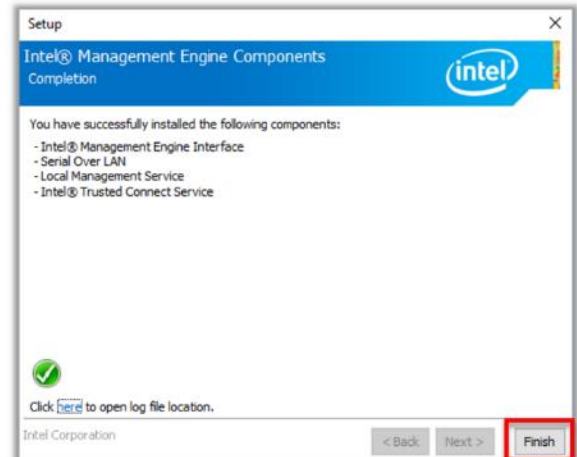 Setup
Intel® Management Engine Components
Completion
intel
You have successfully installed the following components:
- Intel® Management Engine Interface
- Serial Over LAN
- Local Management Service
- Intel® Trusted Connect Service
Click here to open log file location.
Intel Corporation
< Back Next > Finish